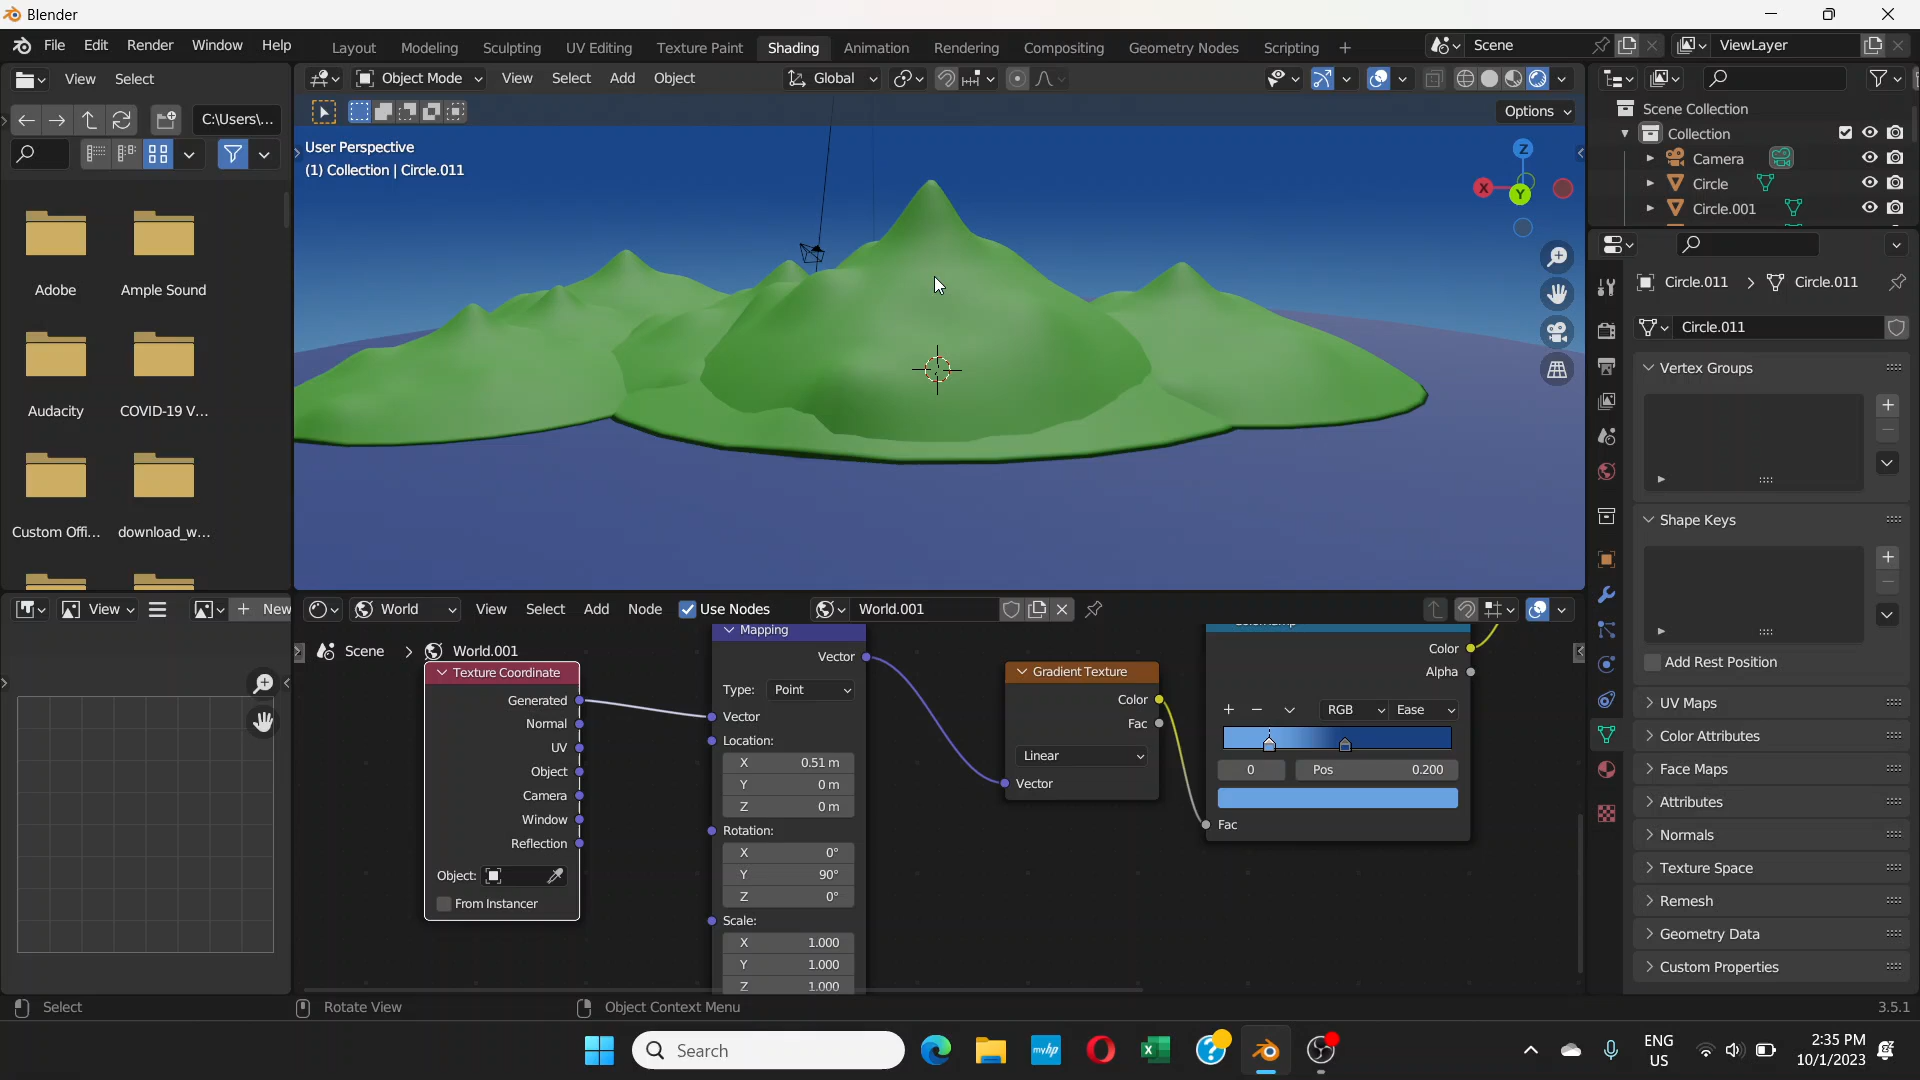 Blender
File Edit Render Window Help
Layout Modeling Sculpting UV Editing Texture Paint Shading Animation Rendering Compositing Geometry Nodes Scripting +
Scene
ViewLayer
View Select
Object Mode View Select Add Object
Global
C:\Users\...
Options
User Perspective
(1) Collection | Circle.011
Z
X
Y
Adobe
Ample Sound
Audacity
COVID-19 V...
Custom Offi...
download_w...
Scene Collection
Collection
Camera
Circle
Circle.001
Circle.011 > Circle.011
Circle.011
Vertex Groups
Shape Keys
Add Rest Position
UV Maps
Color Attributes
Face Maps
Attributes
Normals
Texture Space
Remesh
Geometry Data
Custom Properties
View
New
World View Select Add Node Use Nodes
World.001
Scene > World.001
Texture Coordinate
Generated
Normal
UV
Object
Camera
Window
Reflection
Object:
From Instancer
Mapping
Vector
Type: Point
Vector
Location:
X 0.51 m
Y 0 m
Z 0 m
Rotation:
X 0°
Y 90°
Z 0°
Scale:
X 1.000
Y 1.000
Z 1.000
Gradient Texture
Color
Fac
Linear
Vector
Color
Alpha
RGB Ease
0 Pos 0.200
Fac
Select
Rotate View
Object Context Menu
3.5.1
Search
myhp
ENG
US
2:35 PM
10/1/2023